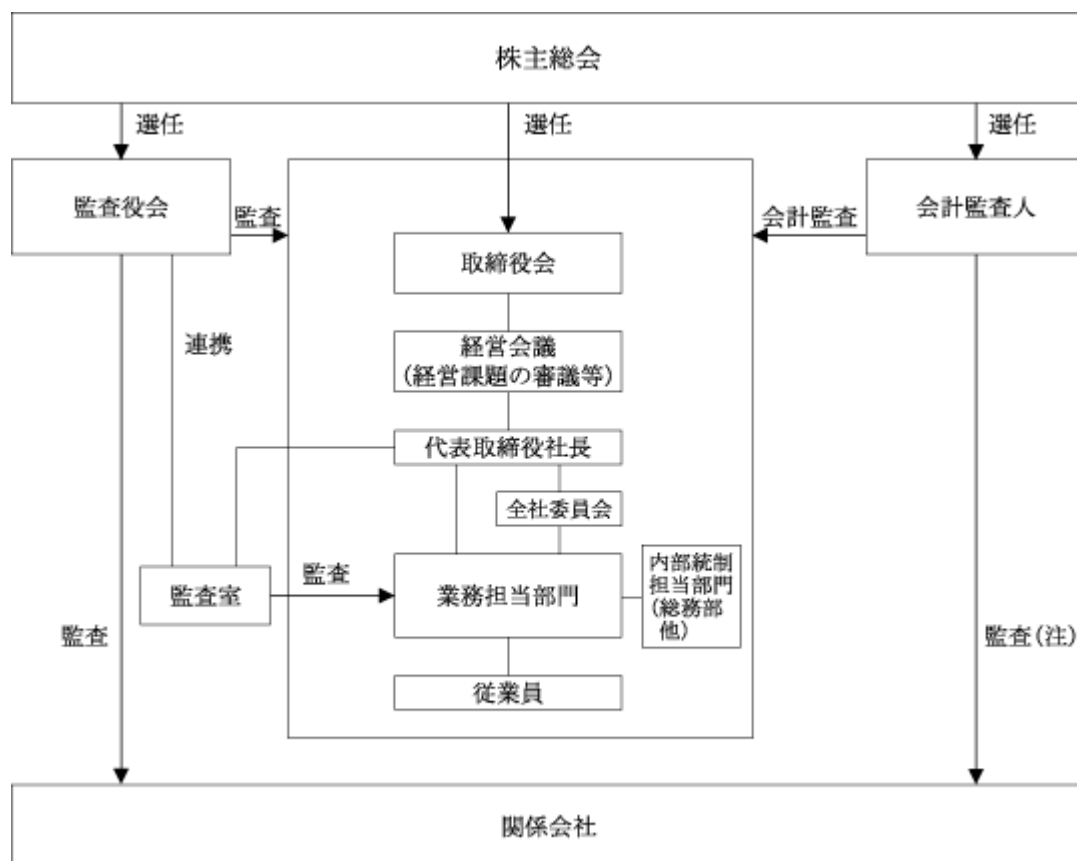 株主総会
選任
選任
選任
監査役会
監査
会計監査
会計監査人
取締役会
連携
経営会議
(経営課題の審議等)
代表取締役社長
全社委員会
監査室
監査
業務担当部門
内部統制
担当部門
(総務部
他)
監査
監査(注)
従業員
関係会社